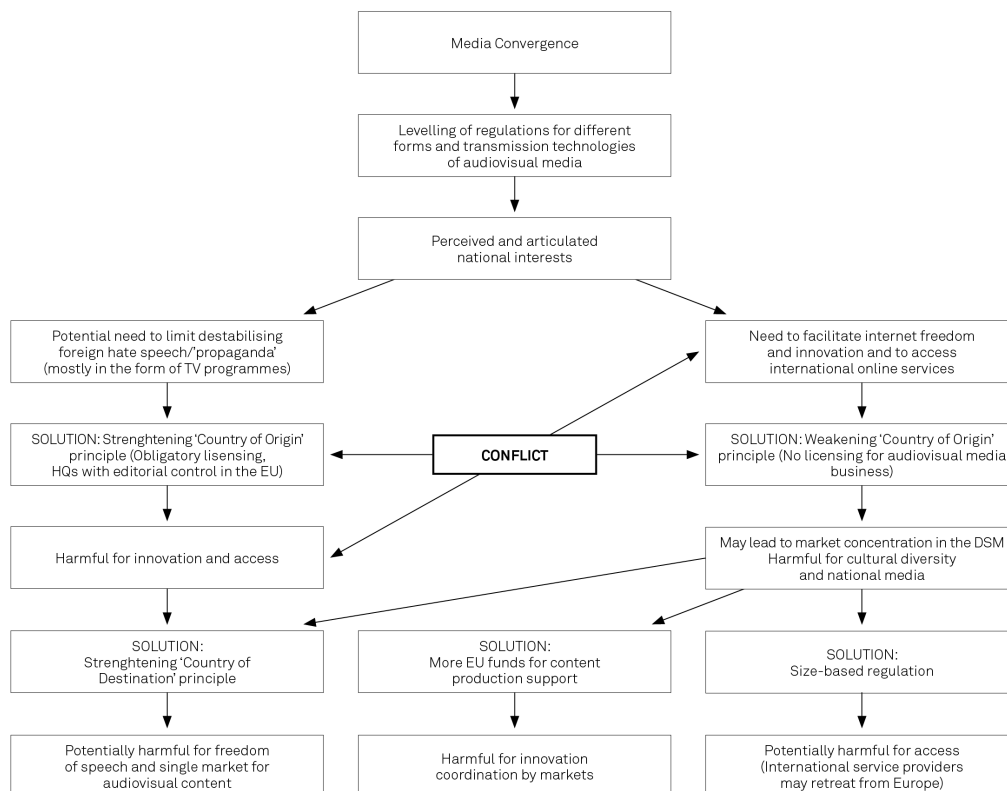 Media Convergence
Levelling of regulations for different
forms and transmission technologies
of audiovisual media
Perceived and articulated
national interests
Potential need to limit destabilising
foreign hate speech/'propaganda'
(mostly in the form of TV programmes)
Need to facilitate internet freedom
and innovation and to access
international online services
SOLUTION: Strenghtening 'Country of Origin'
principle (Obligatory lisensing,
HQs with editorial control in the EU)
CONFLICT
SOLUTION: Weakening 'Country of Origin'
principle (No licensing for audiovisual media
business)
Harmful for innovation and access
May lead to market concentration in the DSM
Harmful for cultural diversity
and national media
SOLUTION:
Strenghtening 'Country of
Destination' principle
SOLUTION:
More EU funds for content
production support
SOLUTION:
Size-based regulation
Potentially harmful for freedom
of speech and single market for
audiovisual content
Harmful for innovation
coordination by markets
Potentially harmful for access
(International service providers
may retreat from Europe)